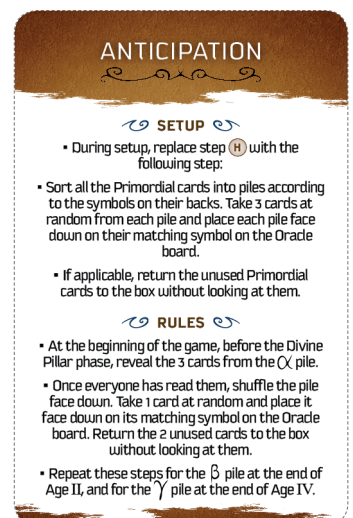 ANTICIPATION
SETUP
▪ During setup, replace step H with the
following step:
▪ Sort all the Primordial cards into piles according
to the symbols on their backs. Take 3 cards at
random from each pile and place each pile face
down on their matching symbol on the Oracle
board.
▪ If applicable, return the unused Primordial
cards to the box without looking at them.
RULES
▪ At the beginning of the game, before the Divine
Pillar phase, reveal the 3 cards from the α pile.
▪ Once everyone has read them, shuffle the pile
face down. Take 1 card at random and place it
face down on its matching symbol on the Oracle
board. Return the 2 unused cards to the box
without looking at them.
▪ Repeat these steps for the β pile at the end of
Age II, and for the γ pile at the end of Age IV.